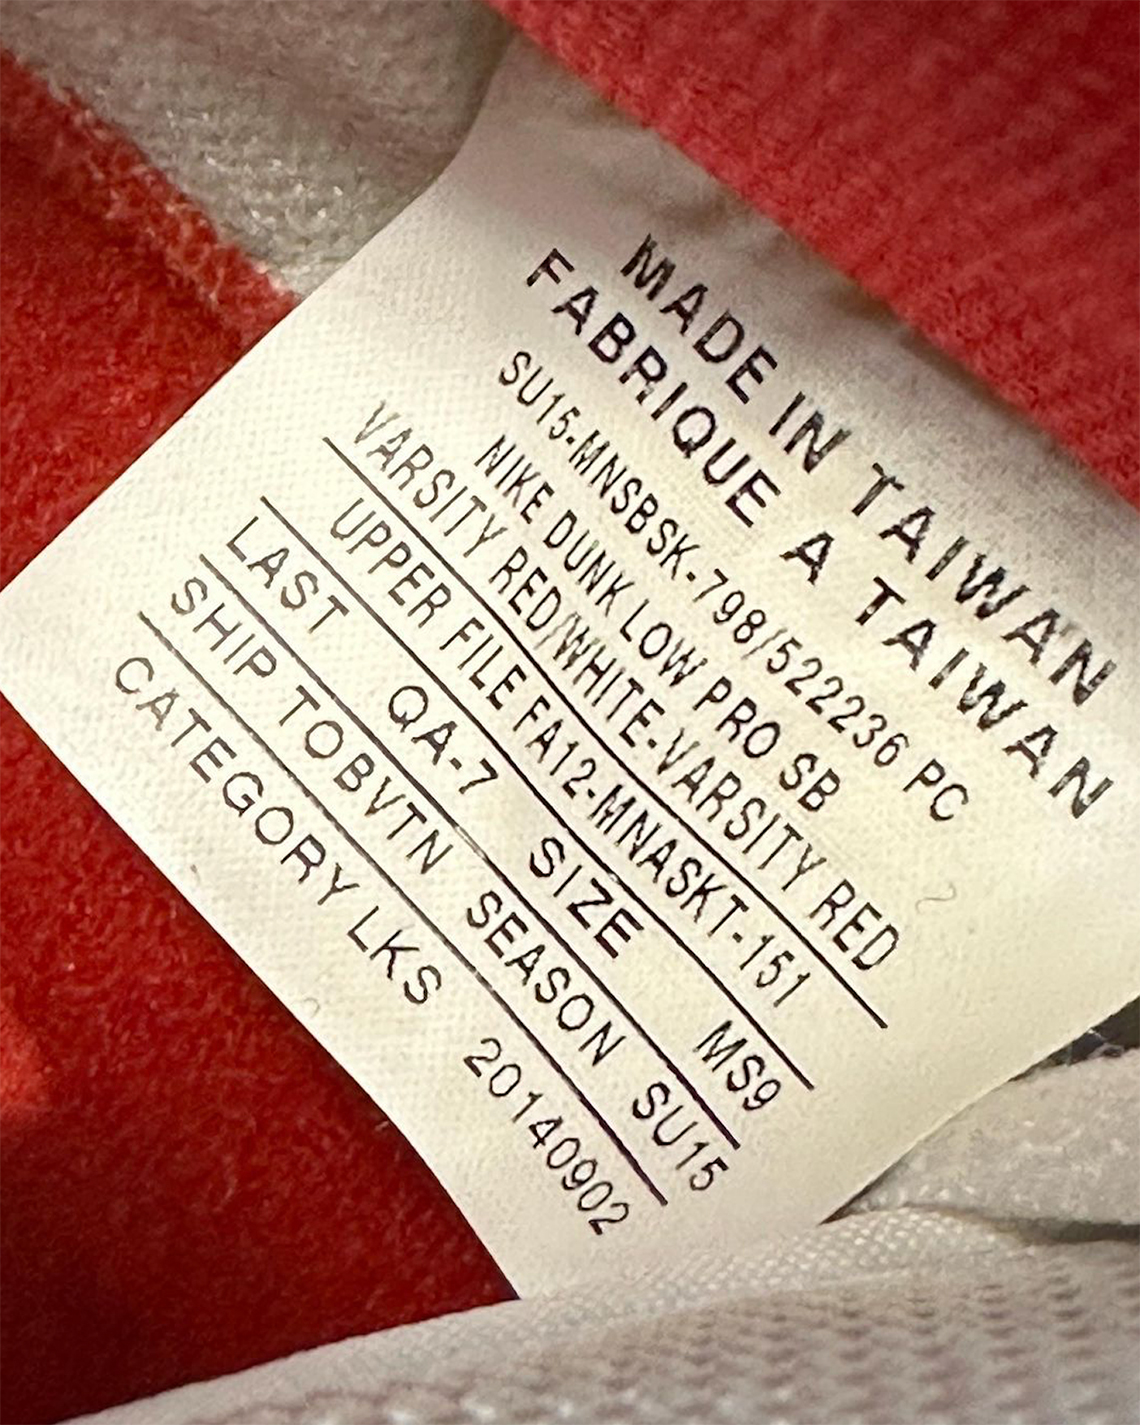 MADE IN TAIWAN
FABRIQUE A TAIWAN
SU15-MNSBSK-798/522236 PC
NIKE DUNK LOW PRO SB
VARSITY RED/WHITE-VARSITY RED
UPPER FILE FA12-MNASKT-151
LAST QA-7 SIZE MS9
SHIP TOBVTN SEASON SU15
CATEGORY LKS 20140902